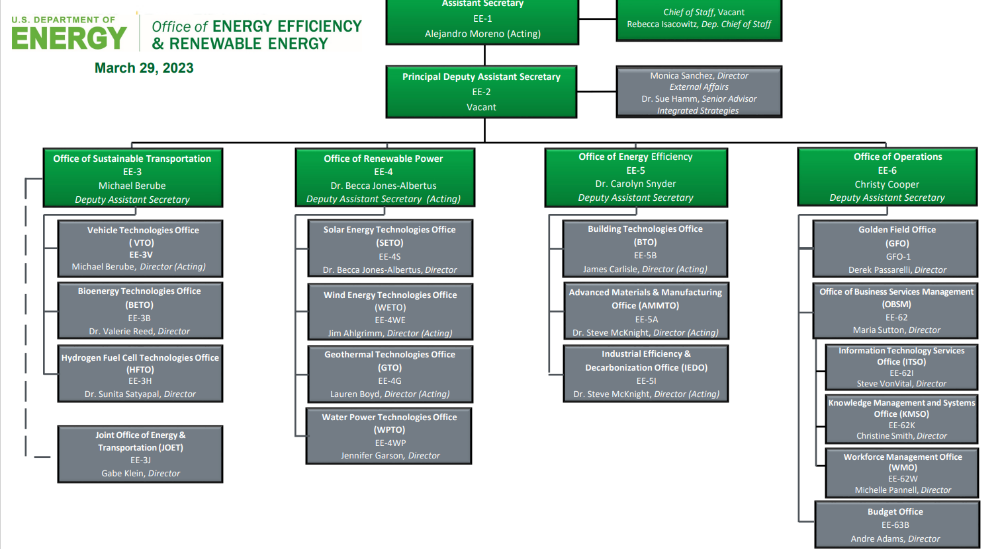 U.S. DEPARTMENT OF
ENERGY
Office of ENERGY EFFICIENCY
& RENEWABLE ENERGY
March 29, 2023
Assistant Secretary
EE-1
Alejandro Moreno (Acting)
Chief of Staff, Vacant
Rebecca Isacowitz, Dep. Chief of Staff
Principal Deputy Assistant Secretary
EE-2
Vacant
Monica Sanchez, Director
External Affairs
Dr. Sue Hamm, Senior Advisor
Integrated Strategies
Office of Sustainable Transportation
EE-3
Michael Berube
Deputy Assistant Secretary
Vehicle Technologies Office
( VTO)
EE-3V
Michael Berube, Director (Acting)
Bioenergy Technologies Office
(BETO)
EE-3B
Dr. Valerie Reed, Director
Hydrogen Fuel Cell Technologies Office
(HFTO)
EE-3H
Dr. Sunita Satyapal, Director
Joint Office of Energy &
Transportation (JOET)
EE-3J
Gabe Klein, Director
Office of Renewable Power
EE-4
Dr. Becca Jones-Albertus
Deputy Assistant Secretary (Acting)
Solar Energy Technologies Office
(SETO)
EE-4S
Dr. Becca Jones-Albertus, Director
Wind Energy Technologies Office
(WETO)
EE-4WE
Jim Ahlgrimm, Director (Acting)
Geothermal Technologies Office
(GTO)
EE-4G
Lauren Boyd, Director (Acting)
Water Power Technologies Office
(WPTO)
EE-4WP
Jennifer Garson, Director
Office of Energy Efficiency
EE-5
Dr. Carolyn Snyder
Deputy Assistant Secretary
Building Technologies Office
(BTO)
EE-5B
James Carlisle, Director (Acting)
Advanced Materials & Manufacturing
Office (AMMTO)
EE-5A
Dr. Steve McKnight, Director (Acting)
Industrial Efficiency &
Decarbonization Office (IEDO)
EE-5I
Dr. Steve McKnight, Director (Acting)
Office of Operations
EE-6
Christy Cooper
Deputy Assistant Secretary
Golden Field Office
(GFO)
GFO-1
Derek Passarelli, Director
Office of Business Services Management
(OBSM)
EE-62
Maria Sutton, Director
Information Technology Services
Office (ITSO)
EE-62I
Steve VonVital, Director
Knowledge Management and Systems
Office (KMSO)
EE-62K
Christine Smith, Director
Workforce Management Office
(WMO)
EE-62W
Michelle Pannell, Director
Budget Office
EE-63B
Andre Adams, Director